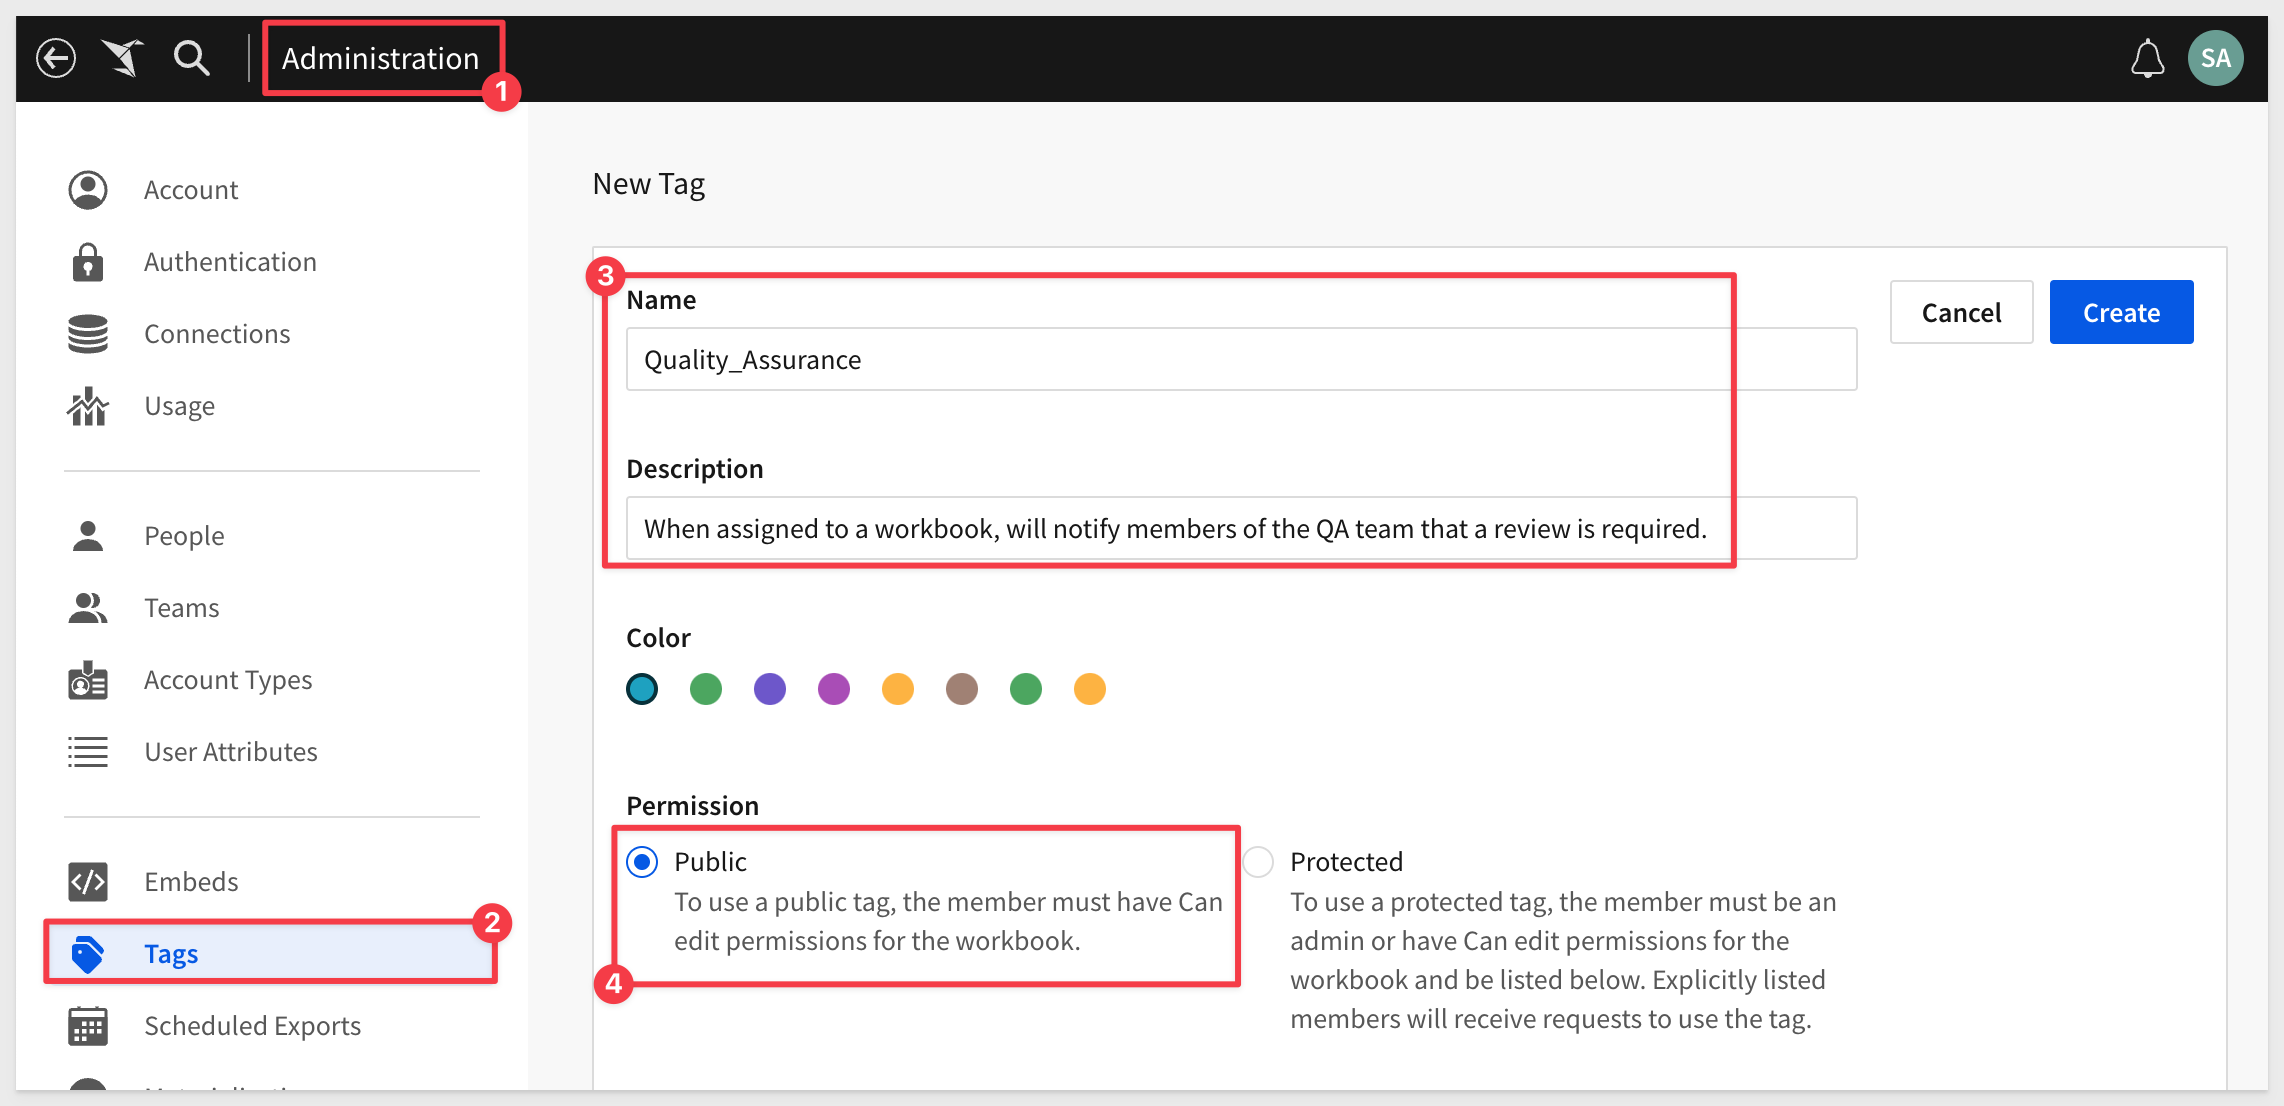 Administration
1
SA
Account
Authentication
Connections
Usage
People
Teams
Account Types
User Attributes
Embeds
2
Tags
Scheduled Exports
New Tag
3
Name
Cancel
Create
Quality_Assurance
Description
When assigned to a workbook, will notify members of the QA team that a review is required.
Color
Permission
Public
To use a public tag, the member must have Can
edit permissions for the workbook.
4
Protected
To use a protected tag, the member must be an
admin or have Can edit permissions for the
workbook and be listed below. Explicitly listed
members will receive requests to use the tag.